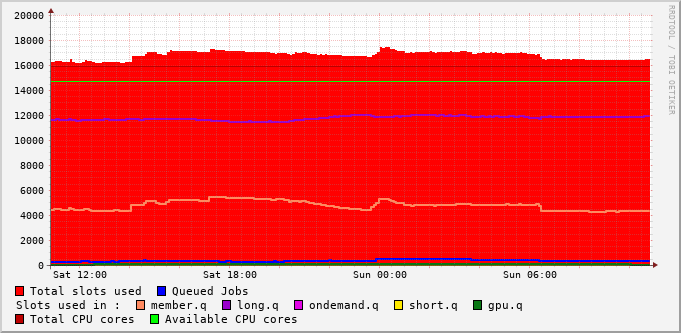 20000
18000
16000
14000
12000
10000
8000
6000
4000
2000
0
Sat 12:00 Sat 18:00 Sun 00:00 Sun 06:00
Total slots used Queued Jobs
Slots used in : member.q long.q ondemand.q short.q gpu.q
Total CPU cores Available CPU cores
RRDTOOL / TOBI OETIKER